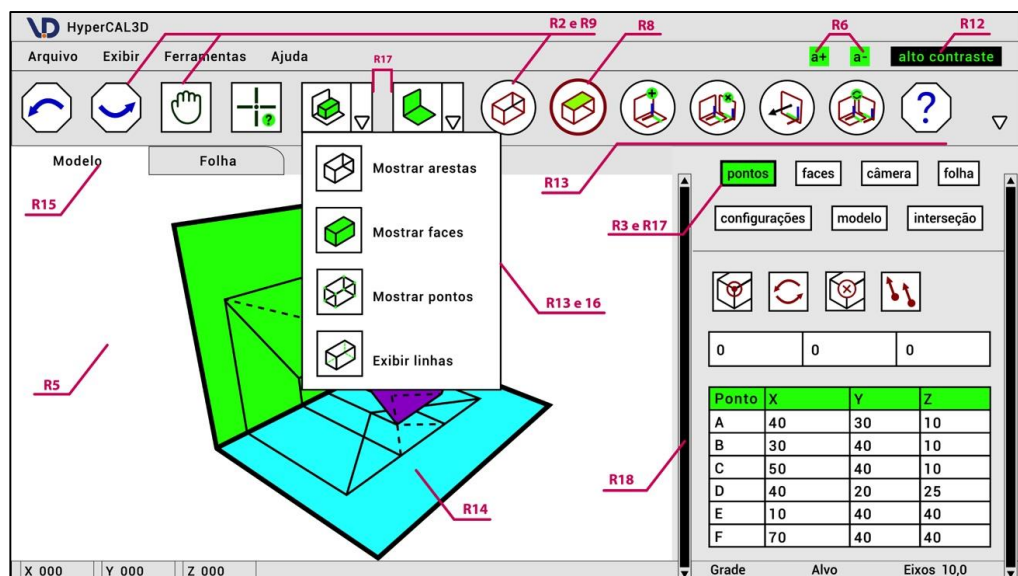 HyperCAL3D
R2 e R9
R8
R6
R12
Arquivo Exibir Ferramentas Ajuda
R17
a+ a- alto contraste
?
?
Modelo Folha
R15
Mostrar arestas
Mostrar faces
Mostrar pontos
Exibir linhas
R13
R3 e R17
R13 e 16
R5
R14
R18
pontos faces câmera folha
configurações modelo interseção
0 0 0
Ponto X Y Z
A 40 30 10
B 30 40 10
C 50 40 10
D 40 20 25
E 10 40 40
F 70 40 40
X 000 Y 000 Z 000
Grade Alvo Eixos 10,0